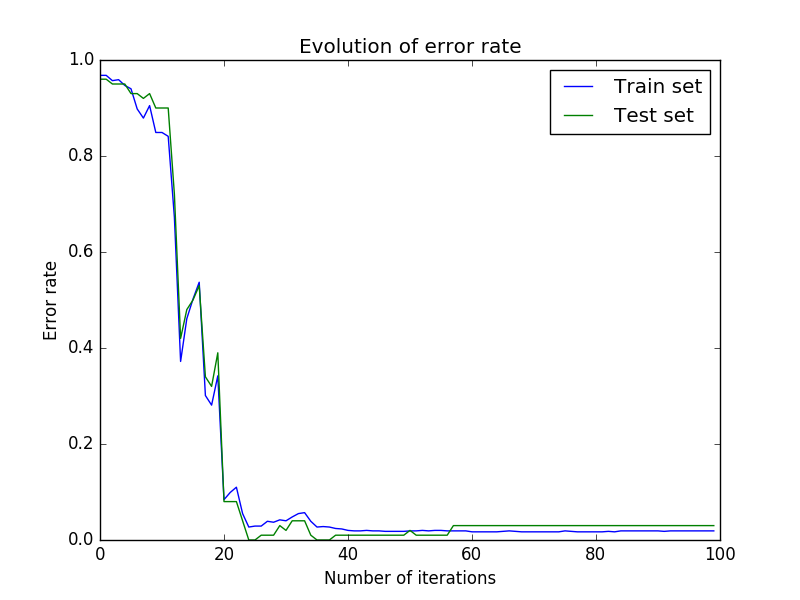 Evolution of error rate
Train set
Test set
1.0
0.8
0.6
0.4
0.2
0.0
Error rate
0 20 40 60 80 100
Number of iterations